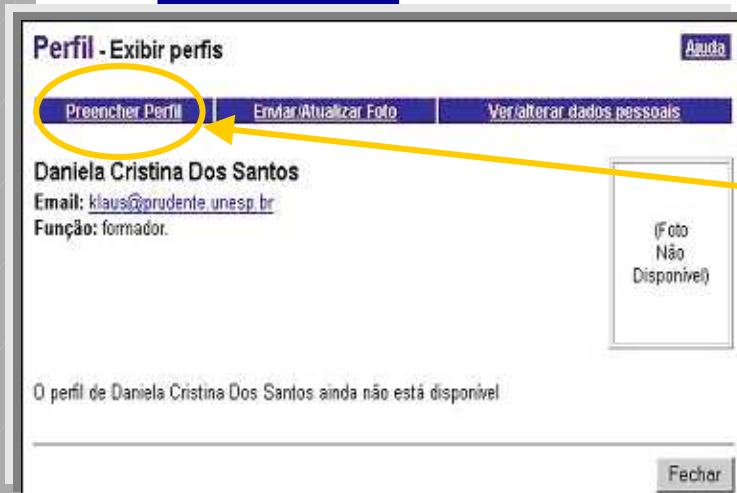 Perfil - Exibir perfis
Ajuda
Preencher Perfil
Enviar/Atualizar Foto
Ver/alterar dados pessoais
Daniela Cristina Dos Santos
Email: klaus@prudente.unesp.br
Função: formador.
(Foto
Não
Disponível)
O perfil de Daniela Cristina Dos Santos ainda não está disponível
Fechar